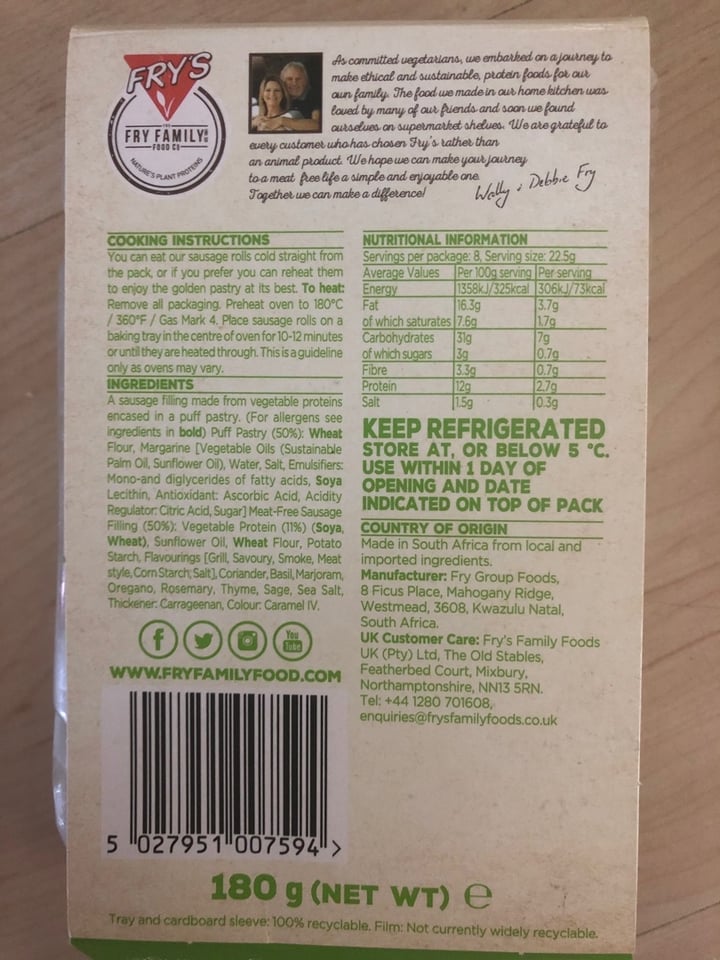 FRY'S
THE
FRY FAMILY
FOOD CO
NATURE'S PLANT PROTEINS
As committed vegetarians, we embarked on a journey to
make ethical and sustainable, protein foods for our
own family. The food we made in our home kitchen was
loved by many of our friends and soon we found
ourselves on supermarket shelves. We are grateful to
every customer who has chosen Fry's rather than
an animal product. We hope we can make your journey
to a meat free life a simple and enjoyable one.
Together we can make a difference!
Wally & Debbie Fry
COOKING INSTRUCTIONS
You can eat our sausage rolls cold straight from
the pack, or if you prefer you can reheat them
to enjoy the golden pastry at its best. To heat:
Remove all packaging. Preheat oven to 180°C
/ 360°F / Gas Mark 4. Place sausage rolls on a
baking tray in the centre of oven for 10-12 minutes
or until they are heated through. This is a guideline
only as ovens may vary.
INGREDIENTS
A sausage filling made from vegetable proteins
encased in a puff pastry. (For allergens see
ingredients in bold) Puff Pastry (50%): Wheat
Flour, Margarine [Vegetable Oils (Sustainable
Palm Oil, Sunflower Oil), Water, Salt, Emulsifiers:
Mono-and diglycerides of fatty acids, Soya
Lecithin, Antioxidant: Ascorbic Acid, Acidity
Regulator: Citric Acid, Sugar] Meat-Free Sausage
Filling (50%): Vegetable Protein (11%) (Soya,
Wheat), Sunflower Oil, Wheat Flour, Potato
Starch, Flavourings [Grill, Savoury, Smoke, Meat
style, Corn Starch, Salt], Coriander, Basil, Marjoram,
Oregano, Rosemary, Thyme, Sage, Sea Salt,
Thickener: Carrageenan, Colour: Caramel IV.
You
Tube
WWW.FRYFAMILYFOOD.COM
5 027951 007594 >
NUTRITIONAL INFORMATION
Servings per package: 8, Serving size: 22.5g
Average Values Per 100g serving Per serving
Energy 1358kJ/325kcal 306kJ/73kcal
Fat 16.3g 3.7g
of which saturates 7.6g 1.7g
Carbohydrates 31g 7g
of which sugars 3g 0.7g
Fibre 3.3g 0.7g
Protein 12g 2.7g
Salt 1.5g 0.3g
KEEP REFRIGERATED
STORE AT, OR BELOW 5 °C.
USE WITHIN 1 DAY OF
OPENING AND DATE
INDICATED ON TOP OF PACK
COUNTRY OF ORIGIN
Made in South Africa from local and
imported ingredients.
Manufacturer: Fry Group Foods,
8 Ficus Place, Mahogany Ridge,
Westmead, 3608, Kwazulu Natal,
South Africa.
UK Customer Care: Fry's Family Foods
UK (Pty) Ltd, The Old Stables,
Featherbed Court, Mixbury,
Northamptonshire, NN13 5RN.
Tel: +44 1280 701608,
enquiries@frysfamilyfoods.co.uk
180 g (NET WT) ℮
Tray and cardboard sleeve: 100% recyclable. Film: Not currently widely recyclable.